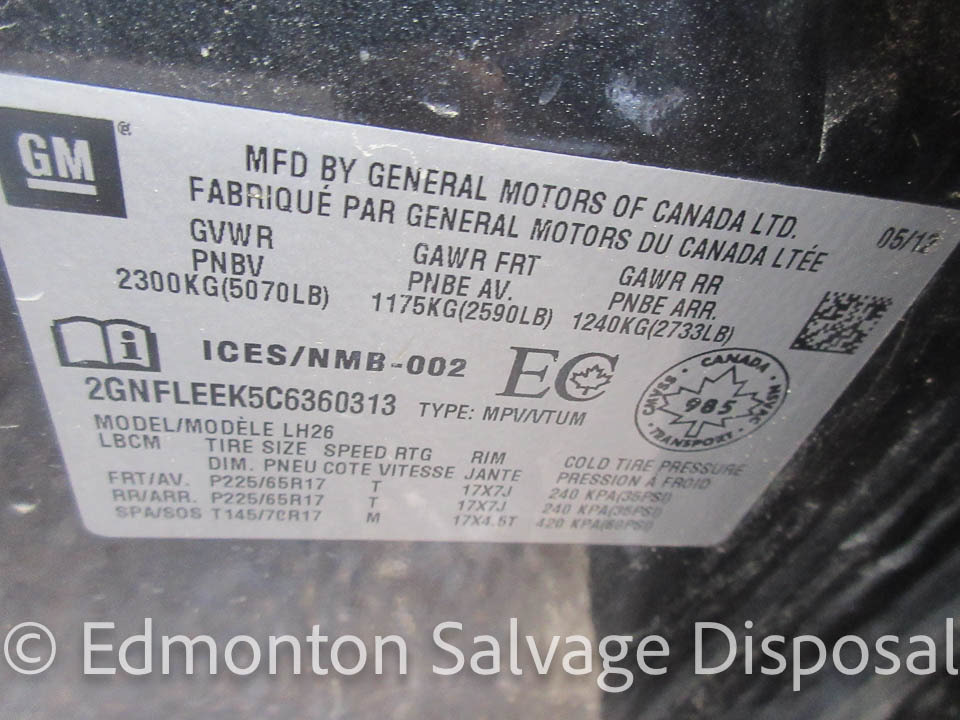 GM
MFD BY GENERAL MOTORS OF CANADA LTD.
FABRIQUÉ PAR GENERAL MOTORS DU CANADA LTÉE
05/12
GVWR
PNBV
2300KG(5070LB)
GAWR FRT
PNBE AV.
1175KG(2590LB)
GAWR RR
PNBE ARR.
1240KG(2733LB)
ICES/NMB-002
EC
2GNFLEEK5C6360313 TYPE: MPV/VTUM
CANADA
CMVSS 985 NSVAC
TRANSPORT
MODEL/MODÈLE LH26
LBCM TIRE SIZE SPEED RTG RIM COLD TIRE PRESSURE
DIM. PNEU COTE VITESSE JANTE PRESSION À FROID
FRT/AV. P225/65R17 T 17X7J 240 KPA(35PSI)
RR/ARR. P225/65R17 T 17X7J 240 KPA(35PSI)
SPA/SOS T145/70R17 M 17X4.5T 420 KPA(60PSI)
© Edmonton Salvage Disposal